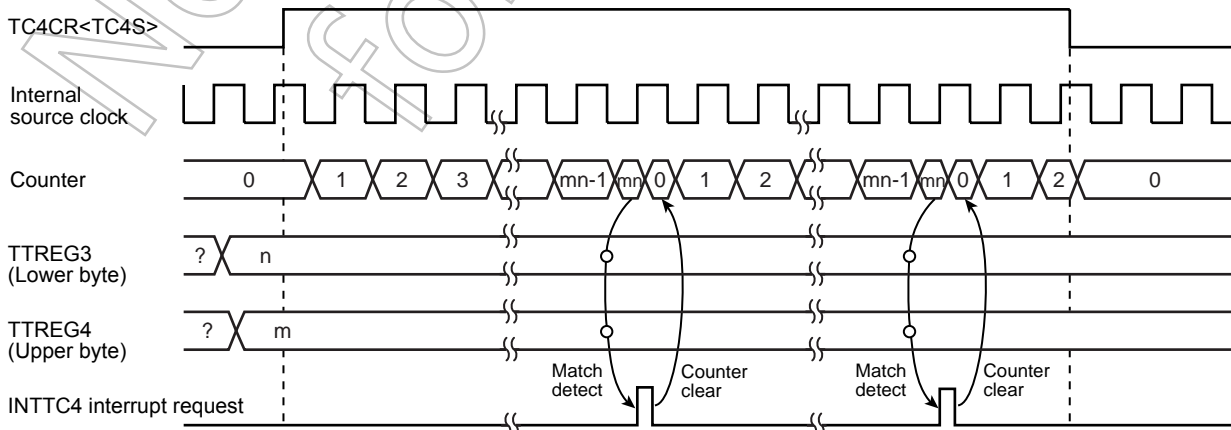 TC4CR<TC4S>
Internal
source clock
Counter
0 1 2 3 mn-1 mn 0 1 2 mn-1 mn 0 1 2 0
TTREG3
(Lower byte)
? n
TTREG4
(Upper byte)
? m
Match
detect
Counter
clear
Match
detect
Counter
clear
INTTC4 interrupt request